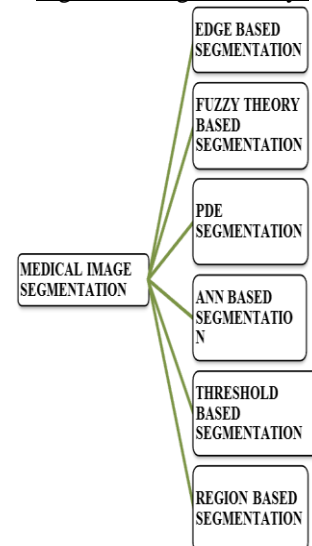 EDGE BASED
SEGMENTATION
FUZZY THEORY
BASED
SEGMENTATION
PDE
SEGMENTATION
MEDICAL IMAGE
SEGMENTATION
ANN BASED
SEGMENTATIO
N
THRESHOLD
BASED
SEGMENTATION
REGION BASED
SEGMENTATION